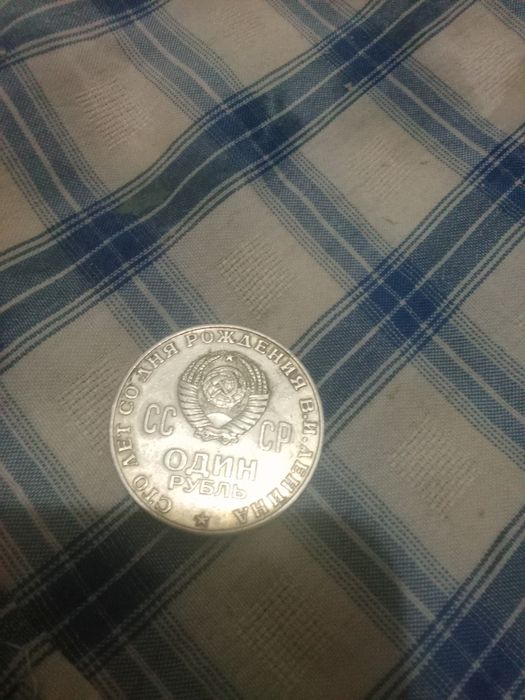 СТО ЛЕТ СО ДНЯ РОЖДЕНИЯ В.И.ЛЕНИНА
СС СР
ОДИН
РУБЛЬ